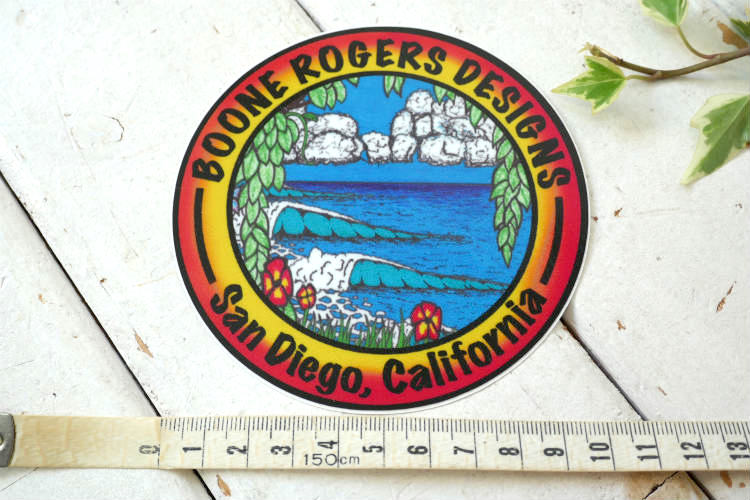 BOONE ROGERS DESIGNS
San Diego, California
0 1 2 3 4 5 6 7 8 9 10 11 12 13
150cm